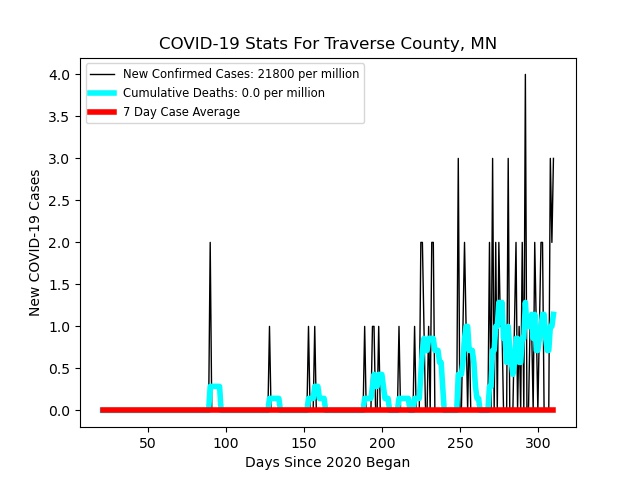 COVID-19 Stats For Traverse County, MN
New Confirmed Cases: 21800 per million
Cumulative Deaths: 0.0 per million
7 Day Case Average
New COVID-19 Cases
4.0
3.5
3.0
2.5
2.0
1.5
1.0
0.5
0.0
50 100 150 200 250 300
Days Since 2020 Began